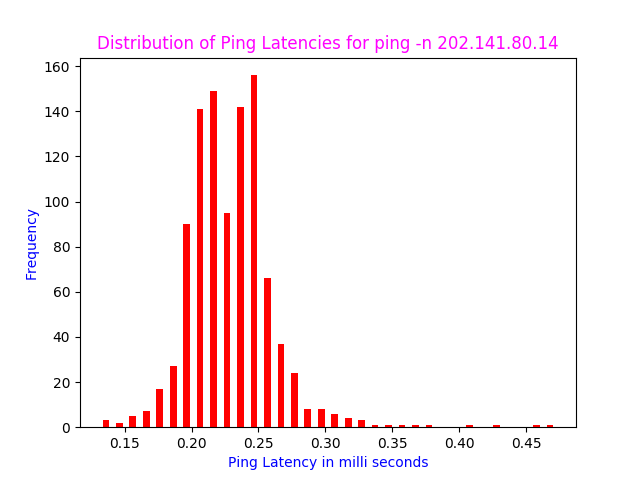 Distribution of Ping Latencies for ping -n 202.141.80.14
160
140
120
100
80
60
40
20
0
Frequency
0.15 0.20 0.25 0.30 0.35 0.40 0.45
Ping Latency in milli seconds